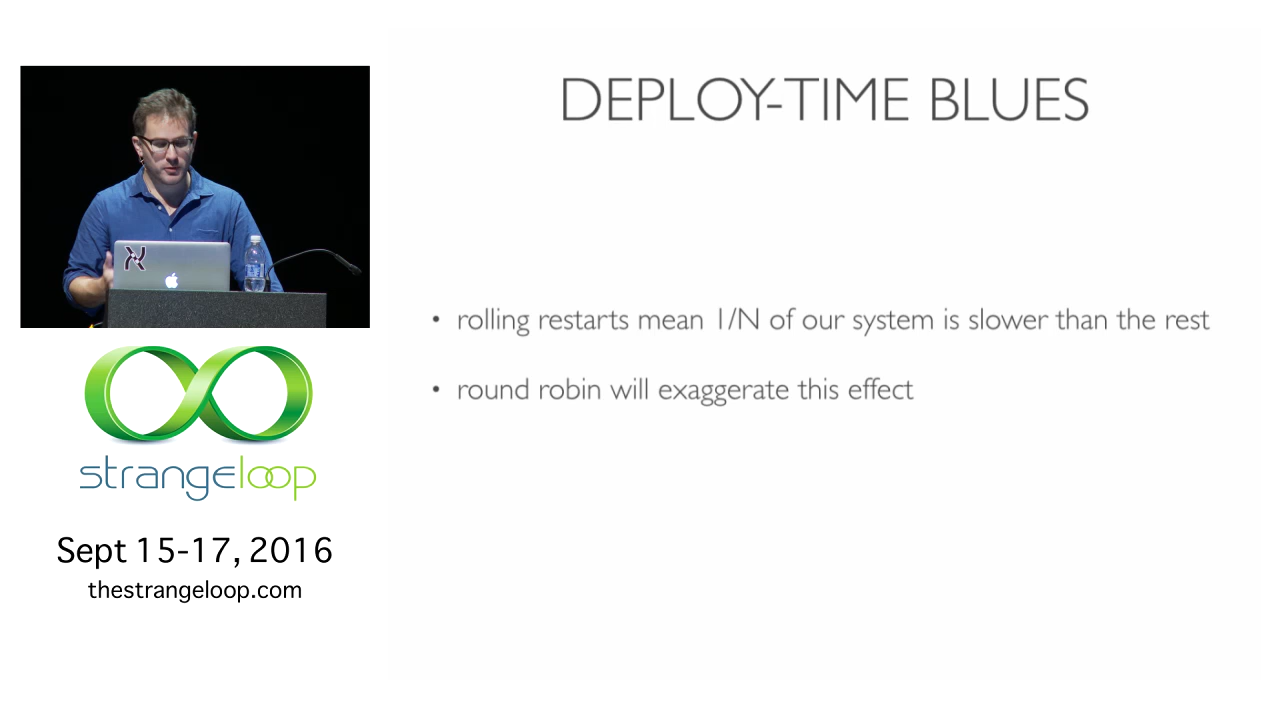 DEPLOY-TIME BLUES
• rolling restarts mean 1/N of our system is slower than the rest
• round robin will exaggerate this effect
strangeloop
Sept 15-17, 2016
thestrangeloop.com